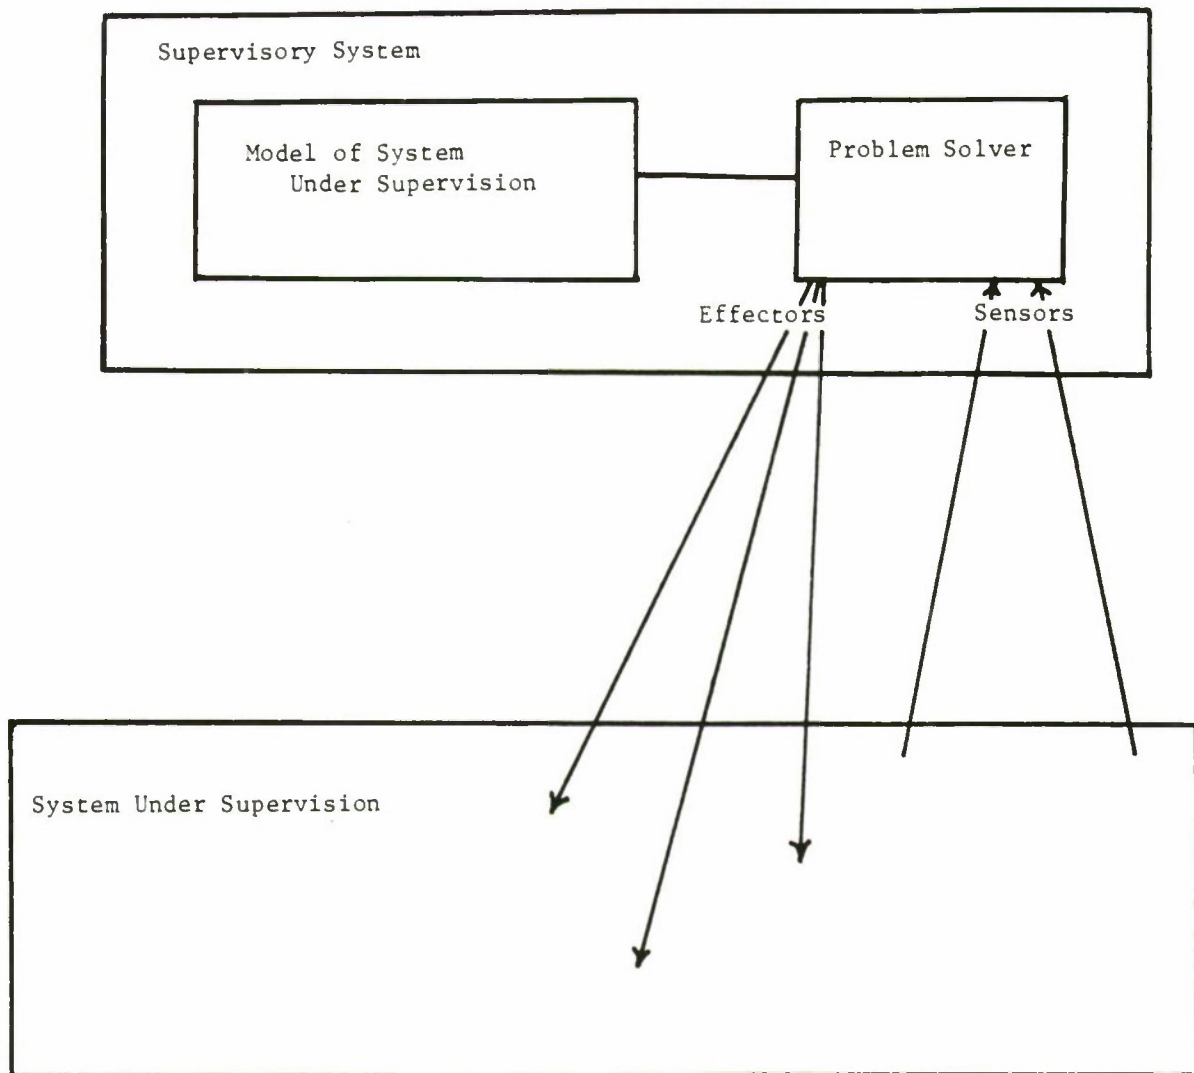 Supervisory System
Model of System
Under Supervision
Problem Solver
Effectors
Sensors
System Under Supervision